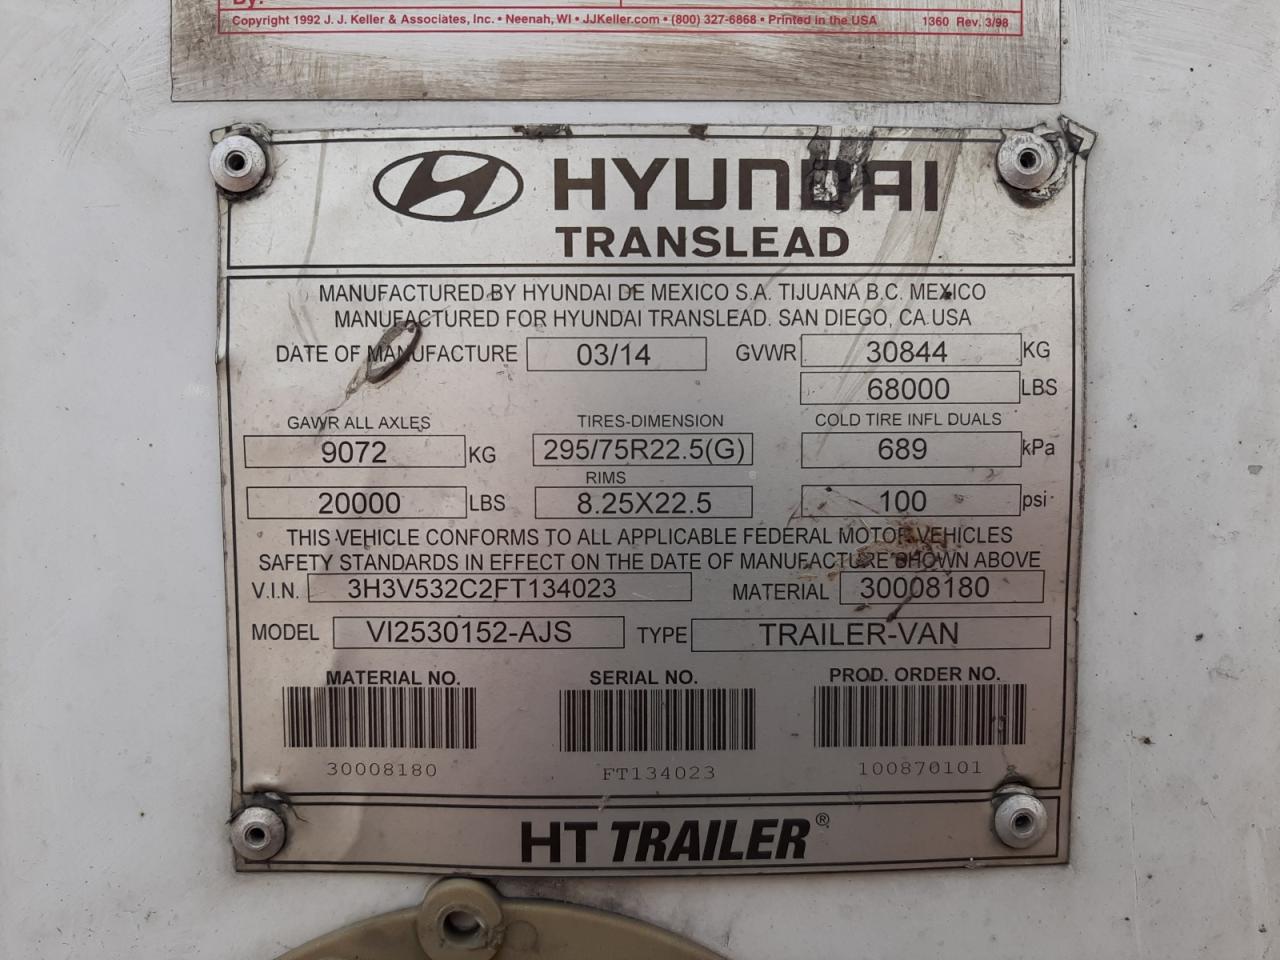 By:
Copyright 1992 J. J. Keller & Associates, Inc. • Neenah, WI • JJKeller.com • (800) 327-6868 • Printed in the USA 1360 Rev. 3/98
HYUNDAI
TRANSLEAD
MANUFACTURED BY HYUNDAI DE MEXICO S.A. TIJUANA B.C. MEXICO
MANUFACTURED FOR HYUNDAI TRANSLEAD. SAN DIEGO, CA USA
DATE OF MANUFACTURE 03/14 GVWR 30844 KG
68000 LBS
GAWR ALL AXLES TIRES-DIMENSION COLD TIRE INFL DUALS
9072 KG 295/75R22.5(G) 689 kPa
RIMS
20000 LBS 8.25X22.5 100 psi
THIS VEHICLE CONFORMS TO ALL APPLICABLE FEDERAL MOTOR VEHICLES
SAFETY STANDARDS IN EFFECT ON THE DATE OF MANUFACTURE SHOWN ABOVE
V.I.N. 3H3V532C2FT134023 MATERIAL 30008180
MODEL VI2530152-AJS TYPE TRAILER-VAN
MATERIAL NO. SERIAL NO. PROD. ORDER NO.
30008180 FT134023 100870101
HT TRAILER®